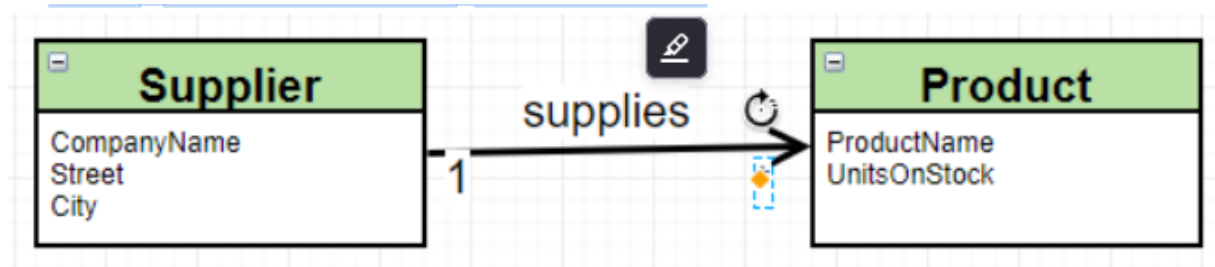 Supplier
CompanyName
Street
City
supplies
1
Product
ProductName
UnitsOnStock